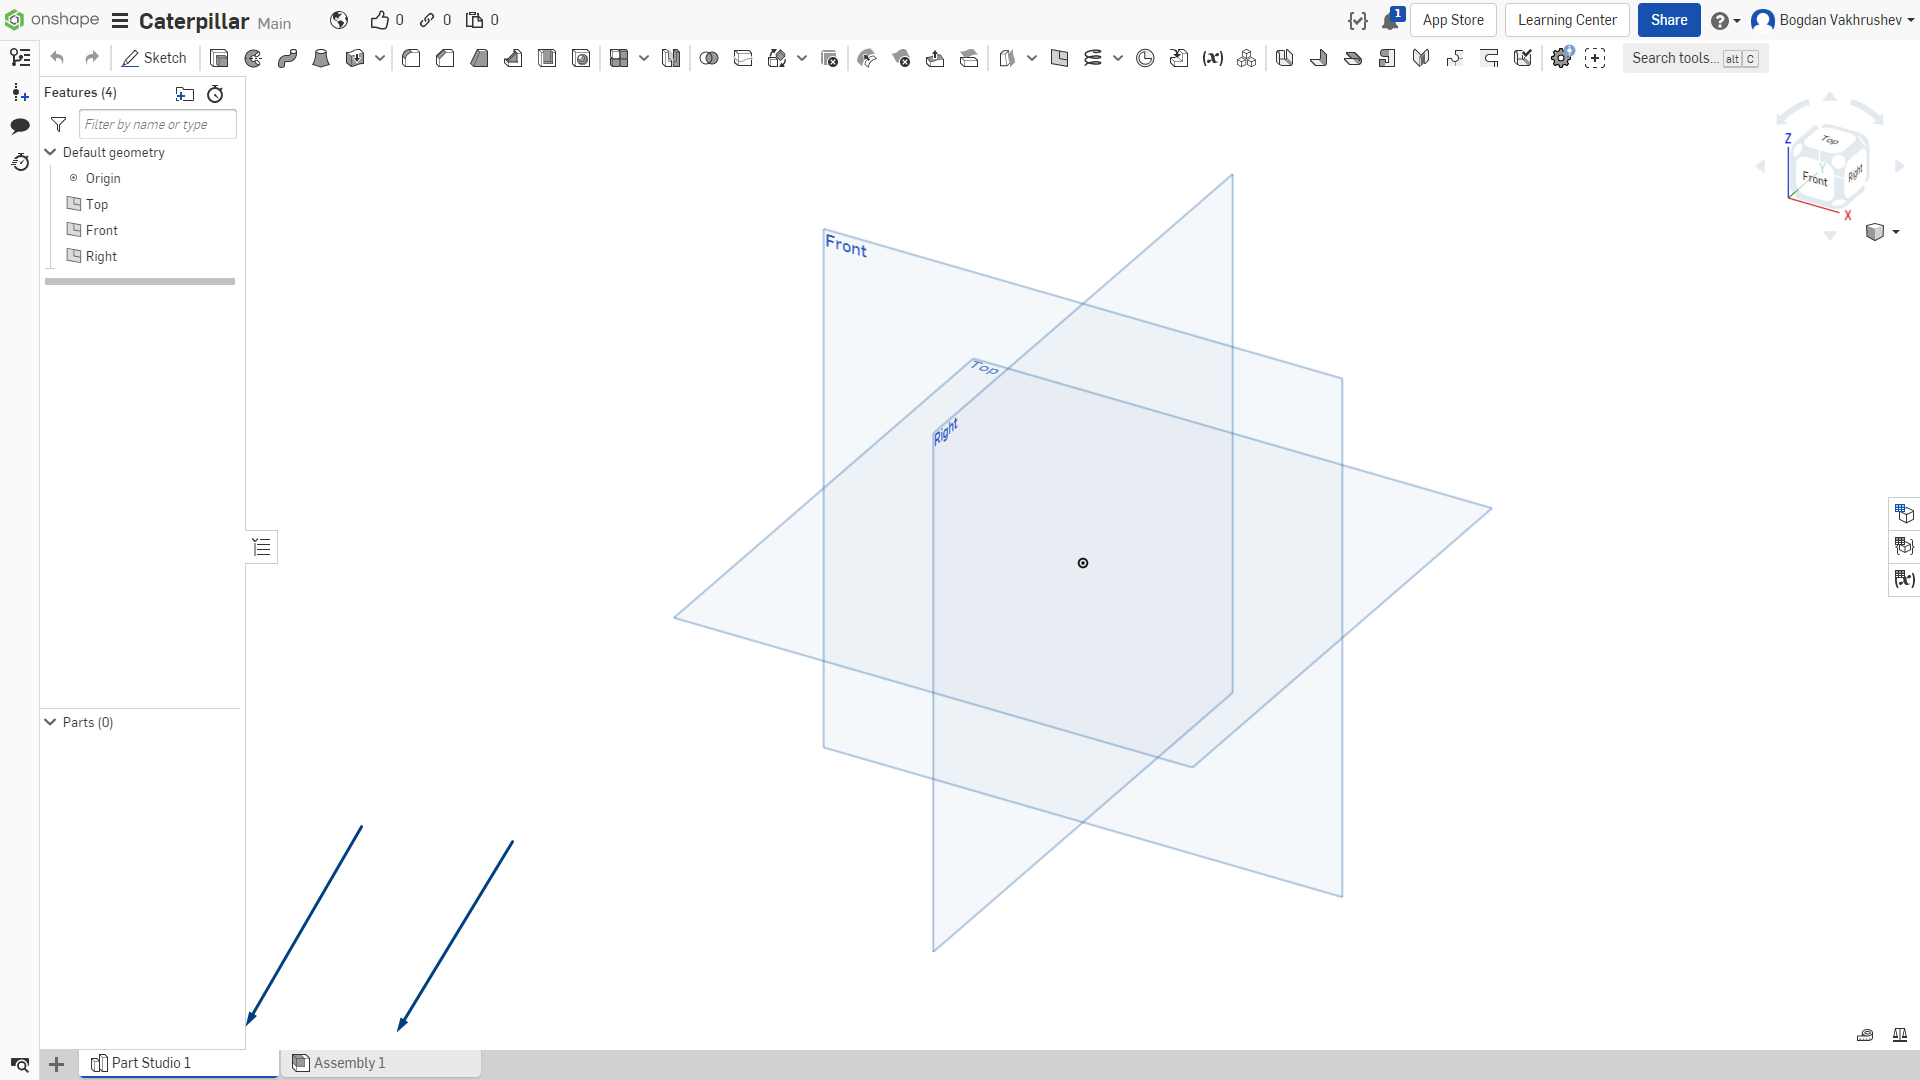 onshape Caterpillar Main 0 0 0 1 App Store Learning Center Share Bogdan Vakhrushev
Sketch (x) Search tools... alt C
Features (4)
Filter by name or type
Default geometry
Origin
Top
Front
Right
Parts (0)
Front
Top
Right
Z
Top
Y
Front
Right
X
(x)
Part Studio 1
Assembly 1